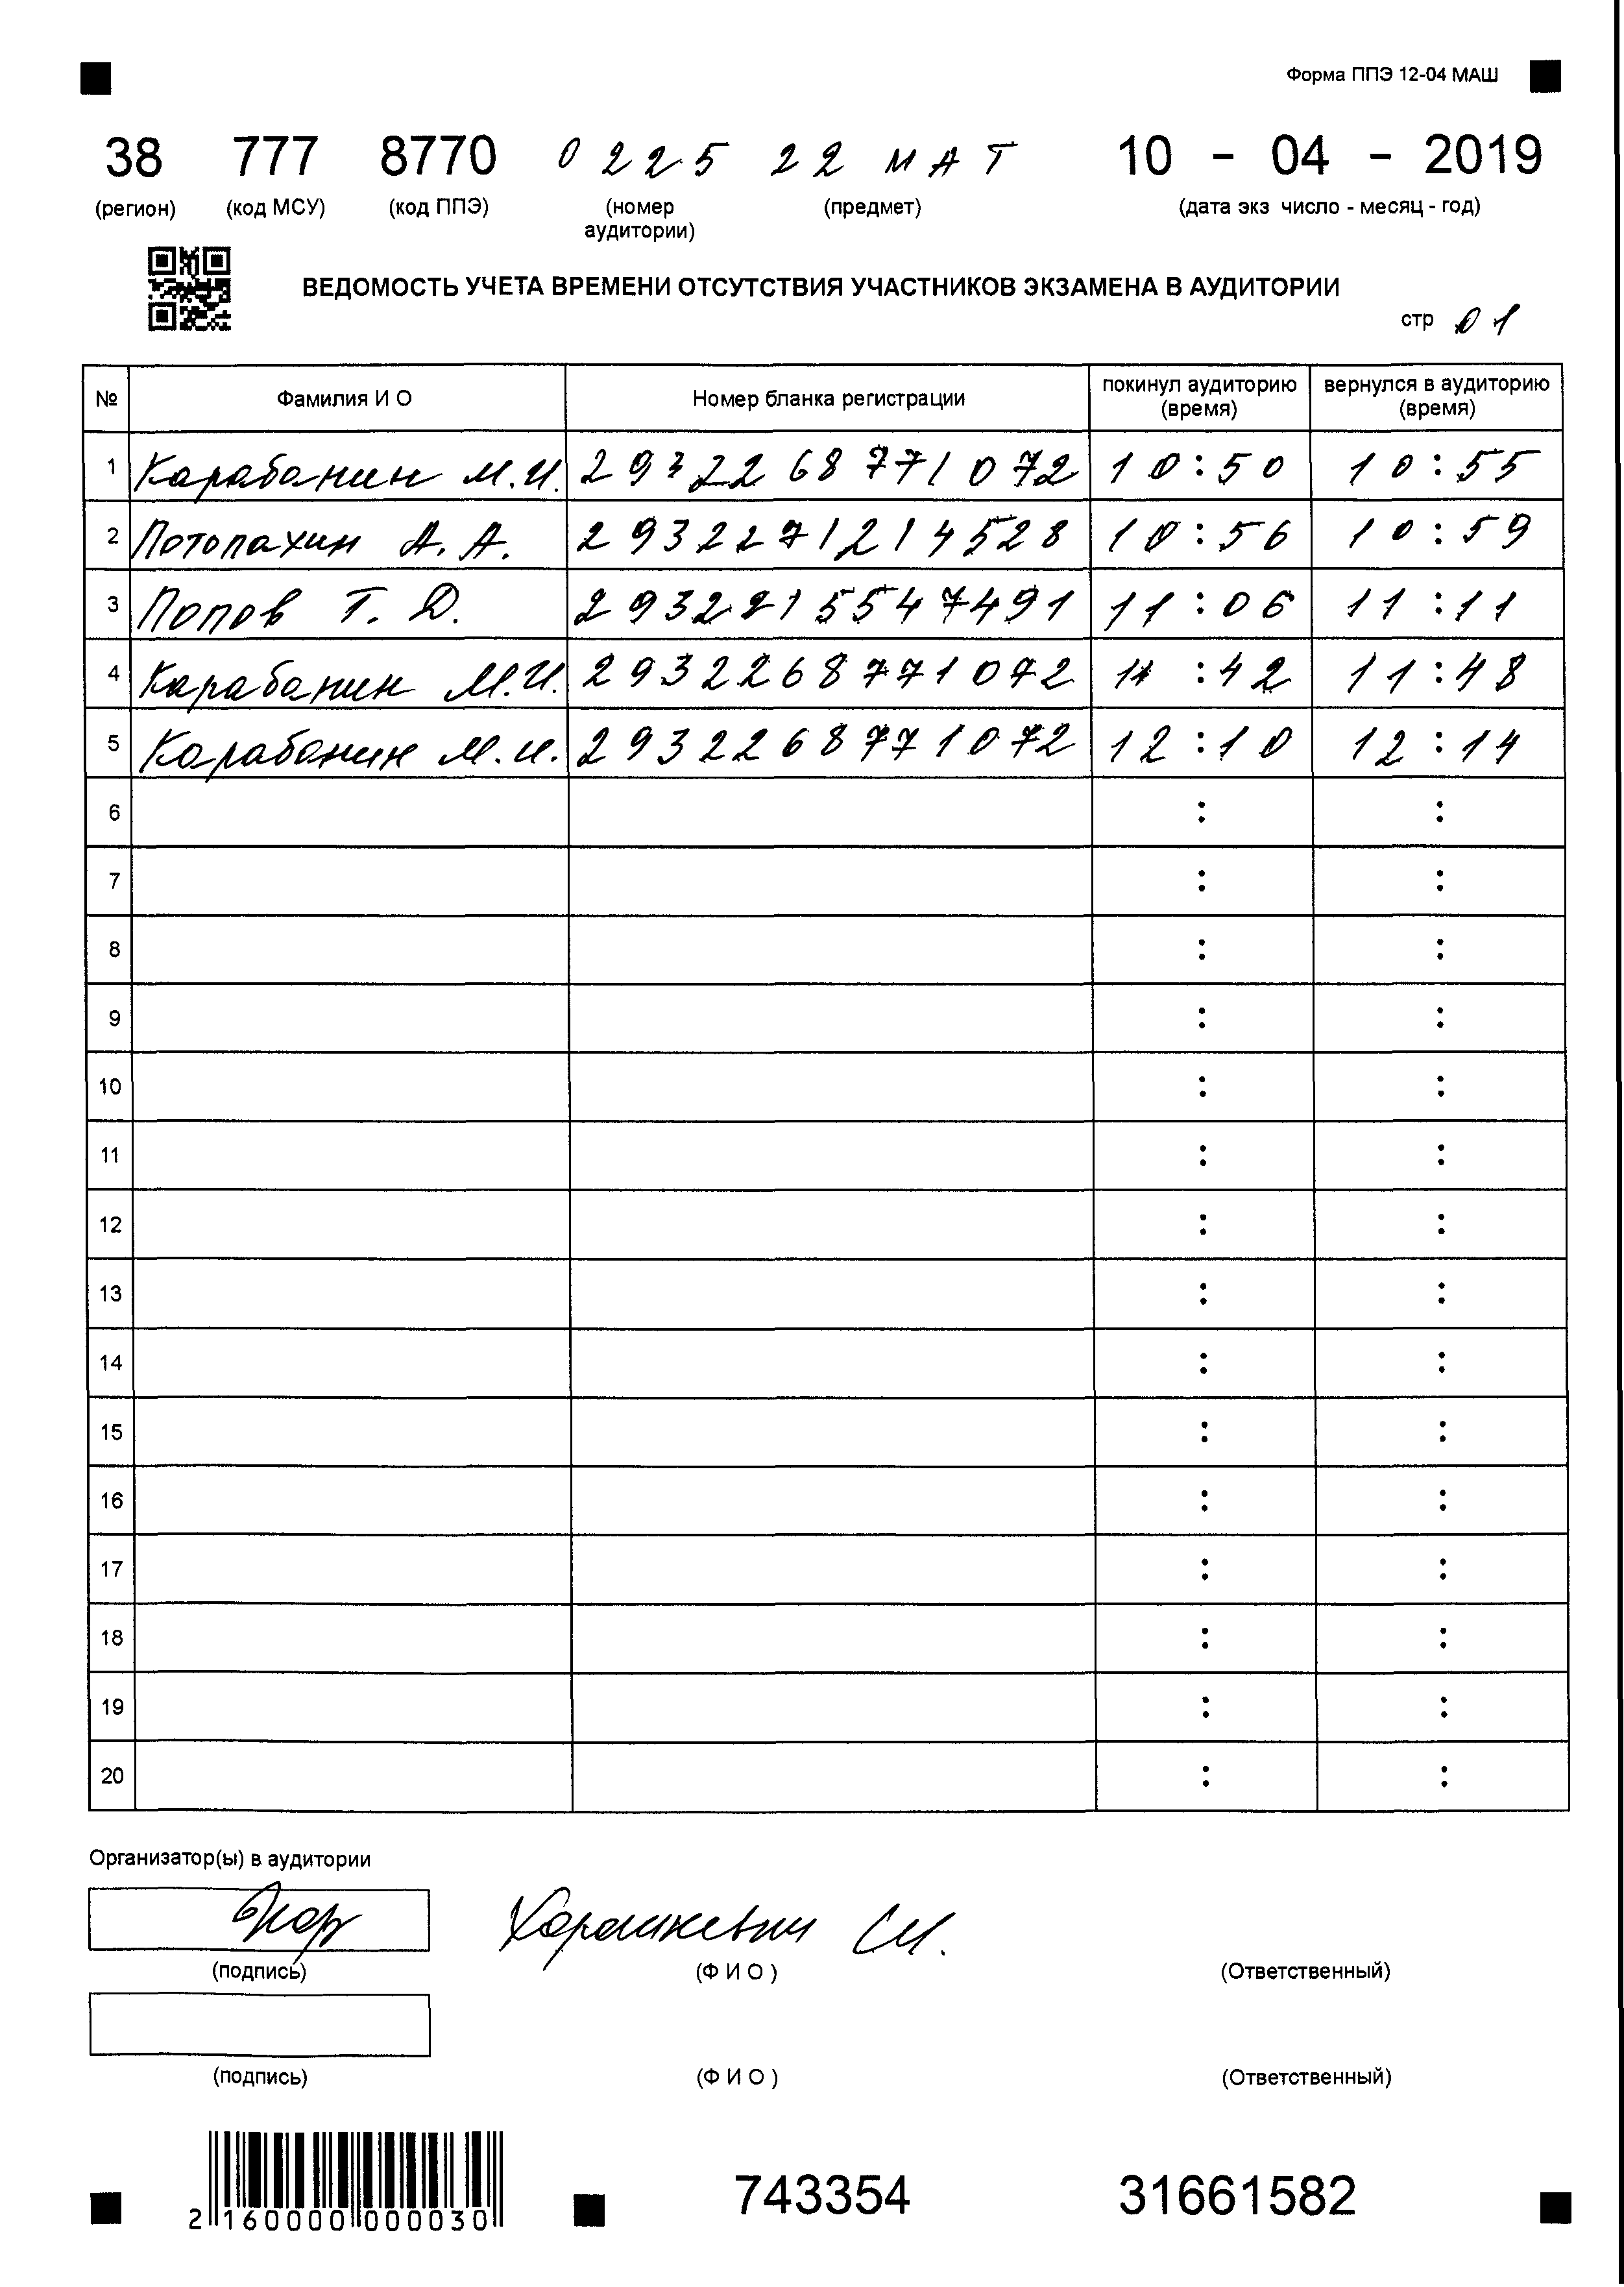 Форма ППЭ 12-04 МАШ
38 777 8770 0225 22 МАТ 10 - 04 - 2019
(регион) (код МСУ) (код ППЭ) (номер аудитории) (предмет) (дата экз число - месяц - год)
ВЕДОМОСТЬ УЧЕТА ВРЕМЕНИ ОТСУТСТВИЯ УЧАСТНИКОВ ЭКЗАМЕНА В АУДИТОРИИ
стр 01
№ Фамилия И О Номер бланка регистрации покинул аудиторию (время) вернулся в аудиторию (время)
1 Карабанин М.И. 2932268771072 10:50 10:55
2 Потопахин А.А. 2932271214528 10:56 10:59
3 Попов Т.Д. 2932215547491 11:06 11:11
4 Карабанин М.И. 2932268771072 11:42 11:48
5 Карабанин М.И. 2932268771072 12:10 12:14
6 : :
7 : :
8 : :
9 : :
10 : :
11 : :
12 : :
13 : :
14 : :
15 : :
16 : :
17 : :
18 : :
19 : :
20 : :
Организатор(ы) в аудитории
(подпись) (Ф И О) (Ответственный)
(подпись) (Ф И О) (Ответственный)
2 160000 000030
743354 31661582